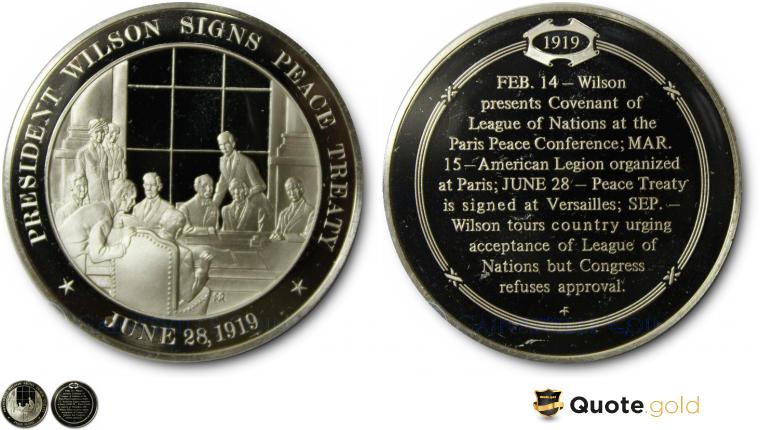 PRESIDENT WILSON SIGNS PEACE TREATY
JUNE 28, 1919
1919
FEB. 14 – Wilson
presents Covenant of
League of Nations at the
Paris Peace Conference; MAR.
15 – American Legion organized
at Paris; JUNE 28 – Peace Treaty
is signed at Versailles; SEP. –
Wilson tours country urging
acceptance of League of
Nations but Congress
refuses approval.
Quote.gold